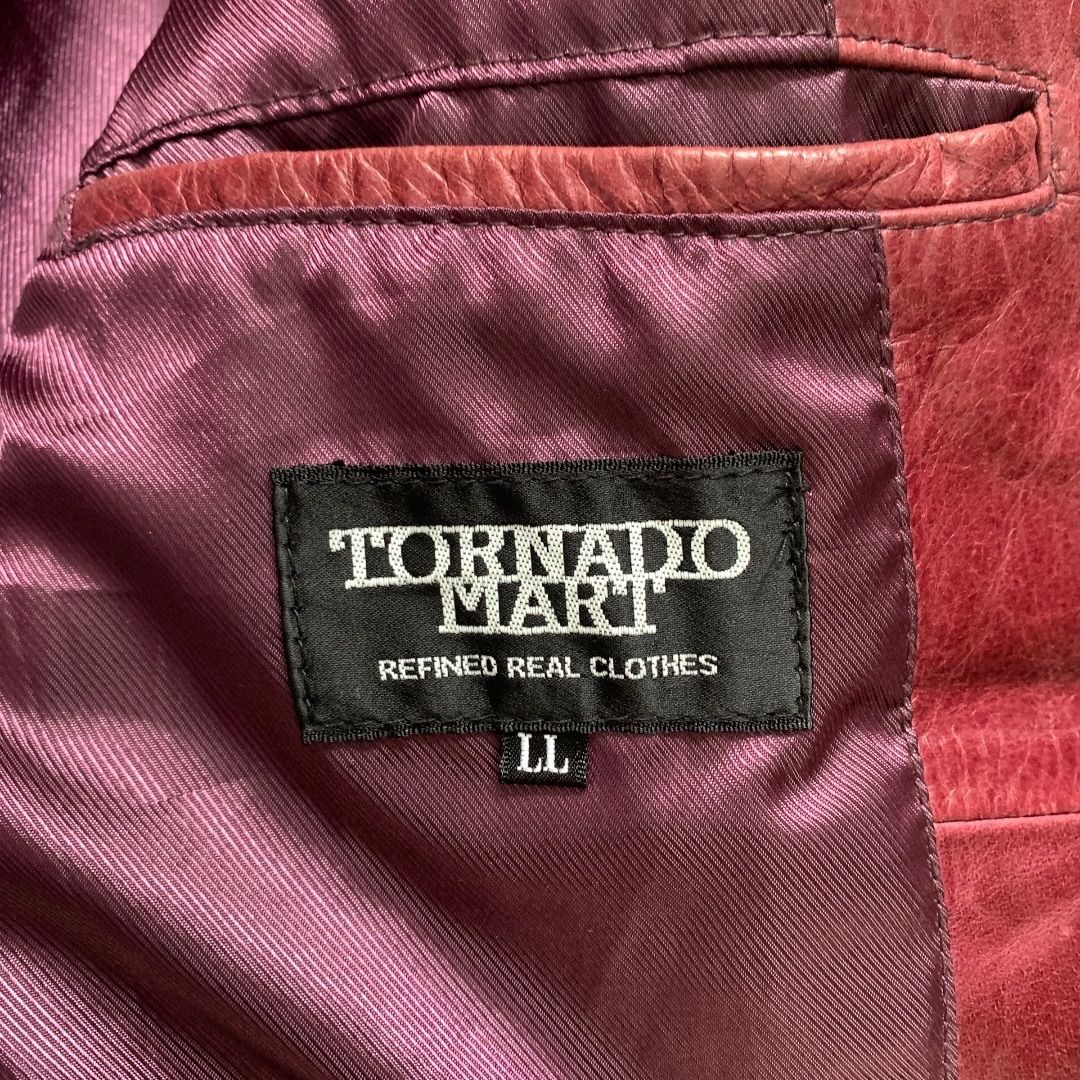 TORNADO
MART
REFINED REAL CLOTHES
LL